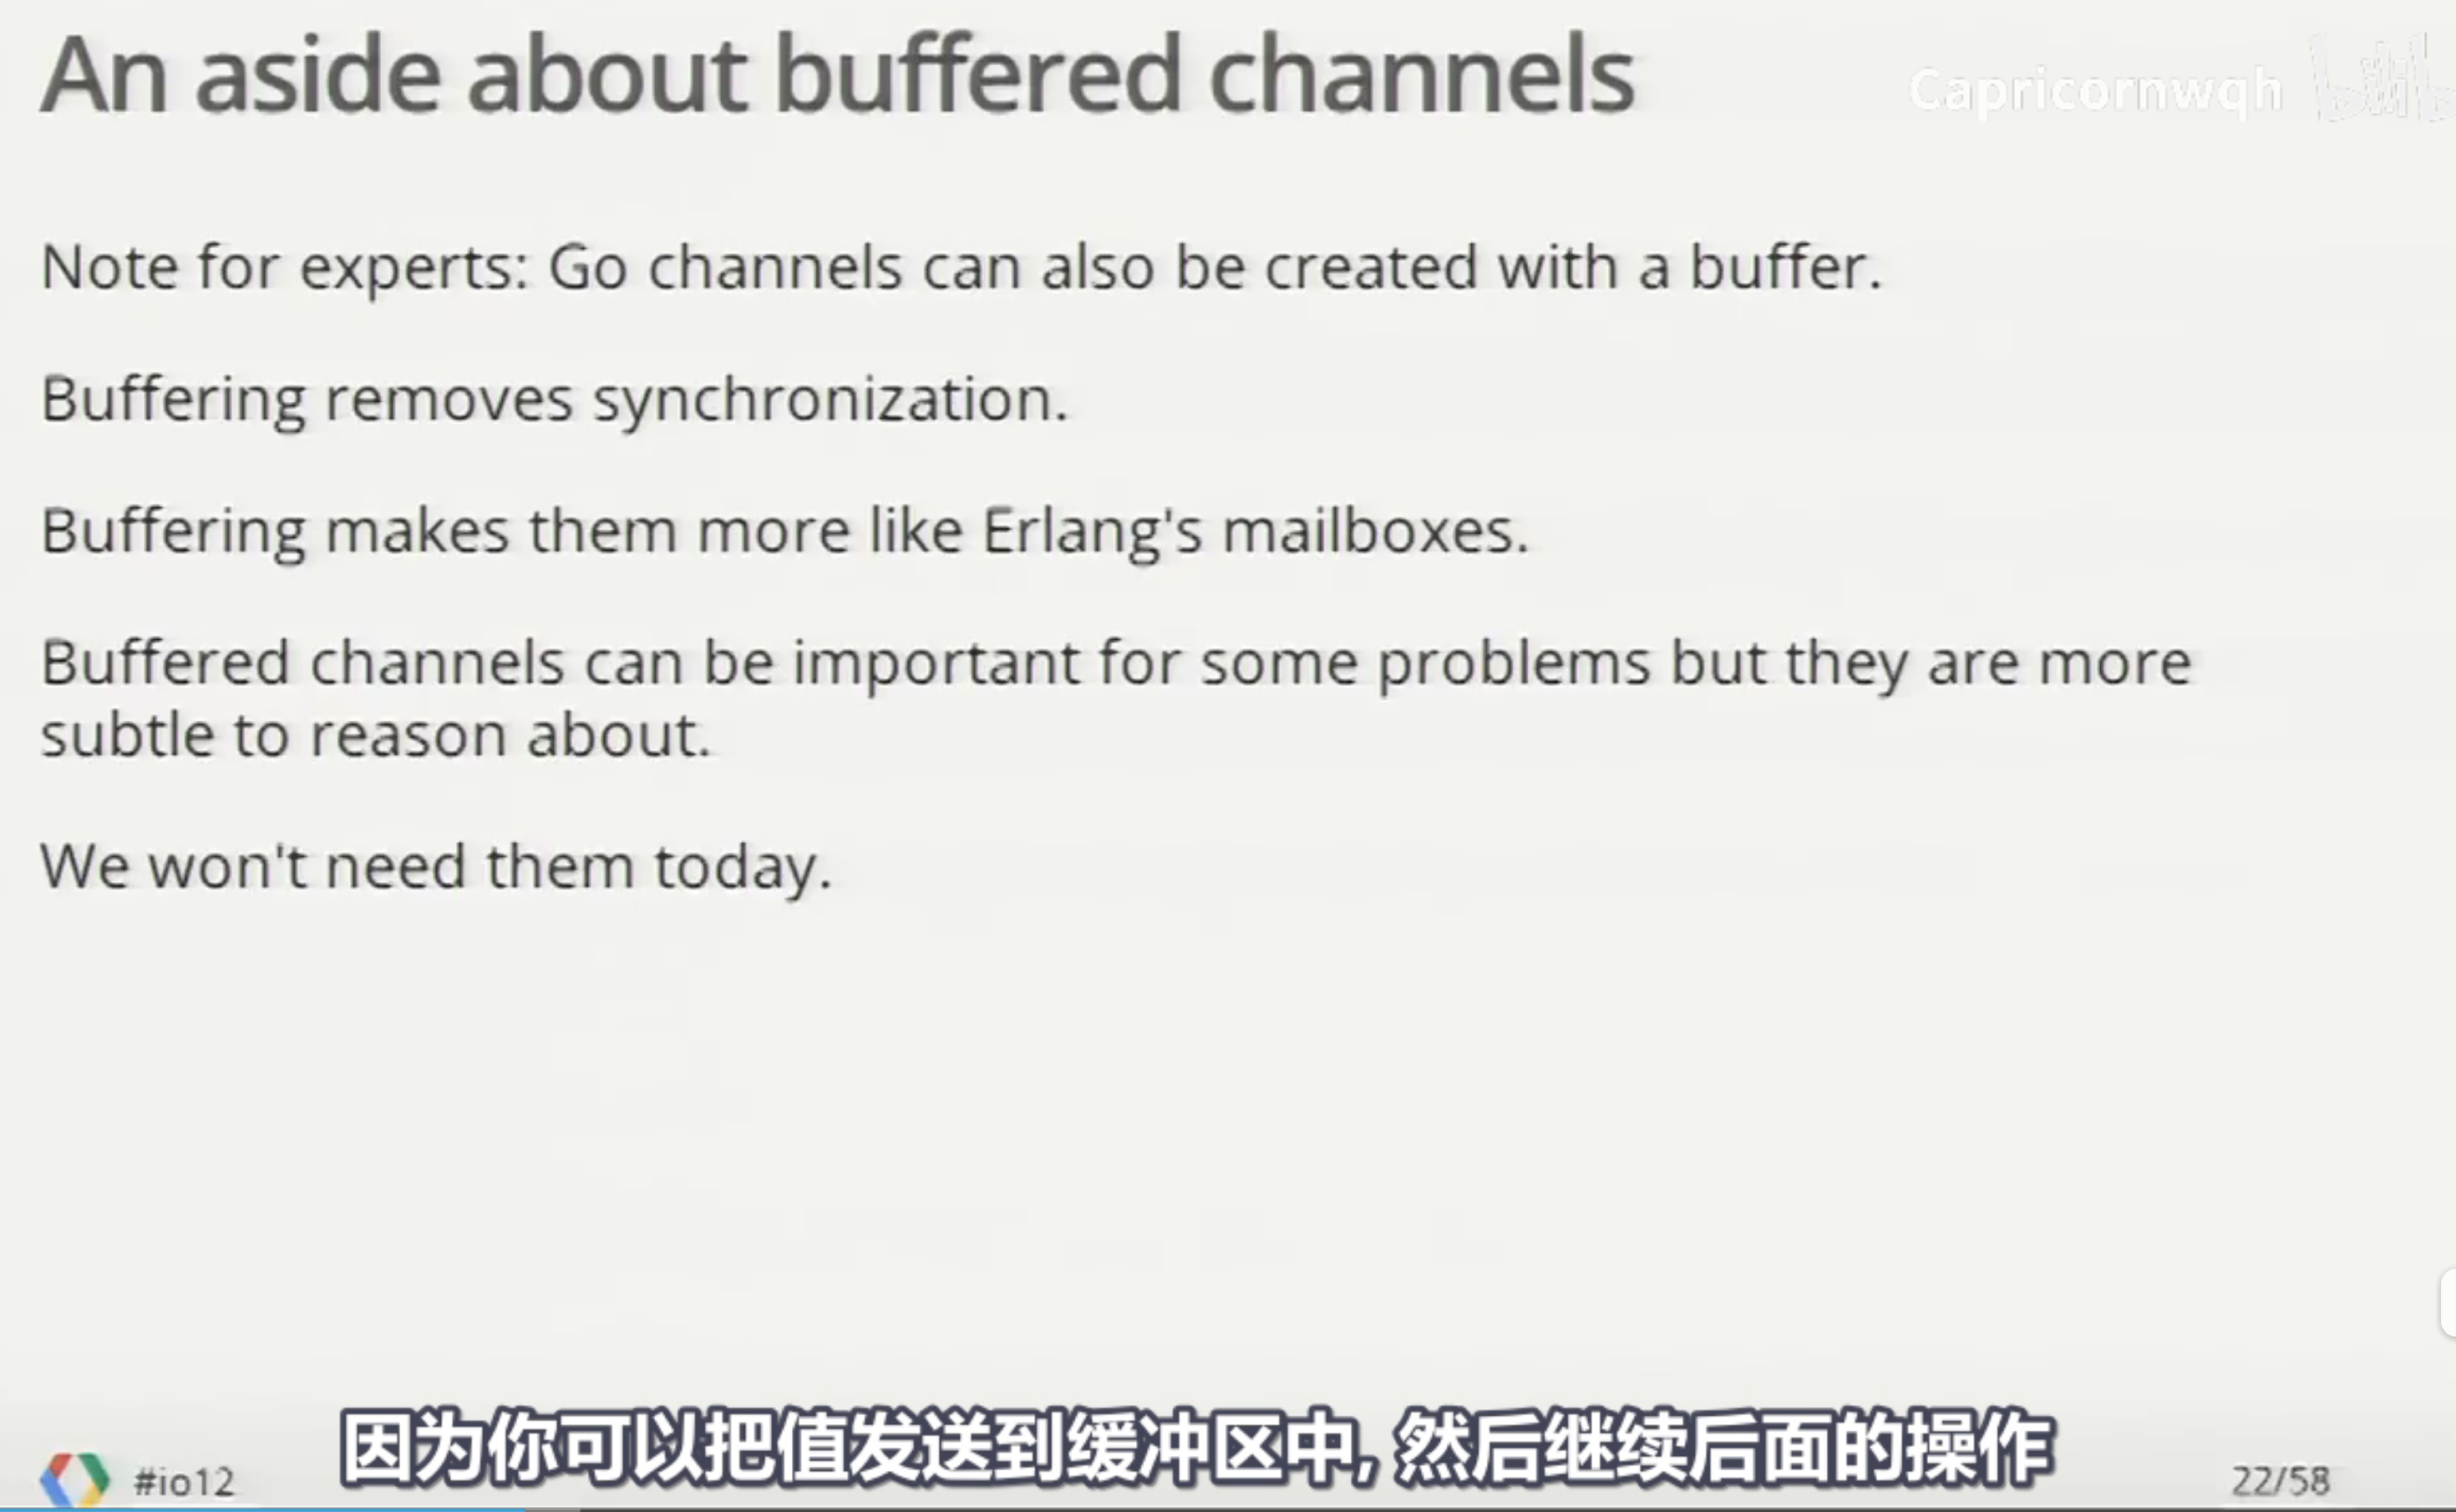 An aside about buffered channels
Capricornwqh
Note for experts: Go channels can also be created with a buffer.
Buffering removes synchronization.
Buffering makes them more like Erlang's mailboxes.
Buffered channels can be important for some problems but they are more
subtle to reason about.
We won't need them today.
因为你可以把值发送到缓冲区中, 然后继续后面的操作
#io12
22/58